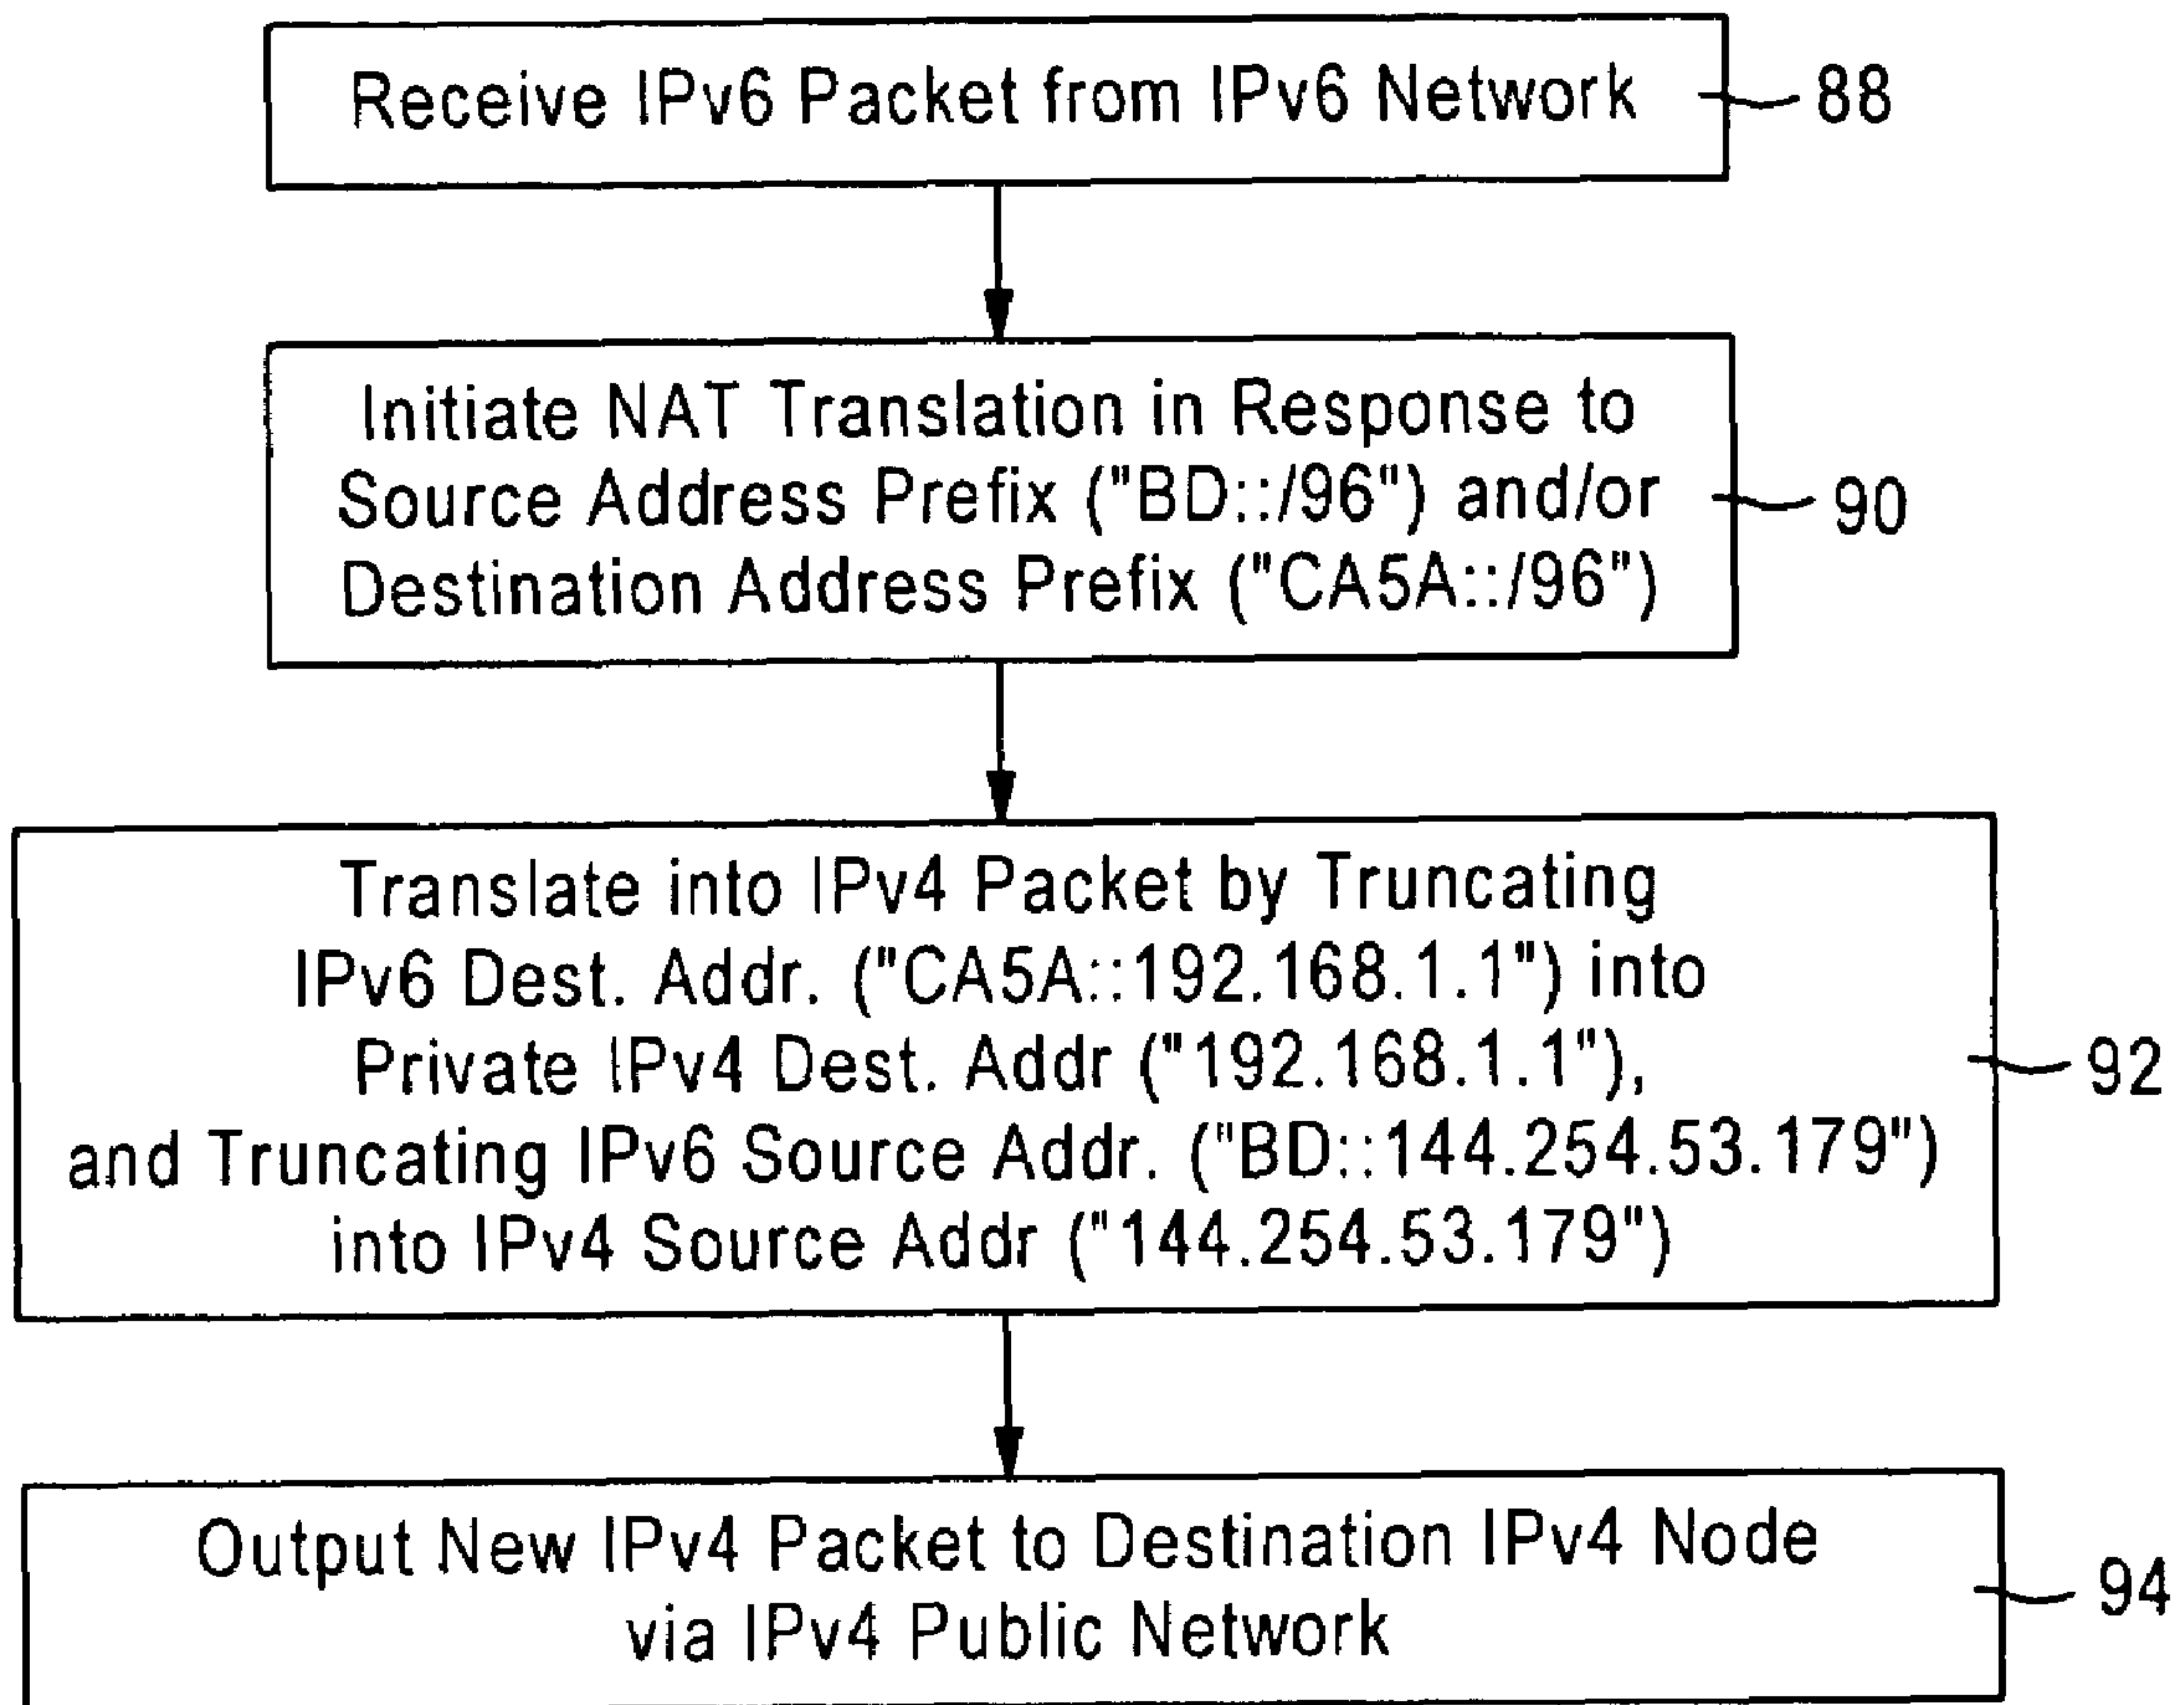 Receive IPv6 Packet from IPv6 Network
88
Initiate NAT Translation in Response to
Source Address Prefix ("BD::/96") and/or
Destination Address Prefix ("CA5A::/96")
90
Translate into IPv4 Packet by Truncating
IPv6 Dest. Addr. ("CA5A::192.168.1.1") into
Private IPv4 Dest. Addr ("192.168.1.1"),
and Truncating IPv6 Source Addr. ("BD::144.254.53.179")
into IPv4 Source Addr ("144.254.53.179")
92
Output New IPv4 Packet to Destination IPv4 Node
via IPv4 Public Network
94